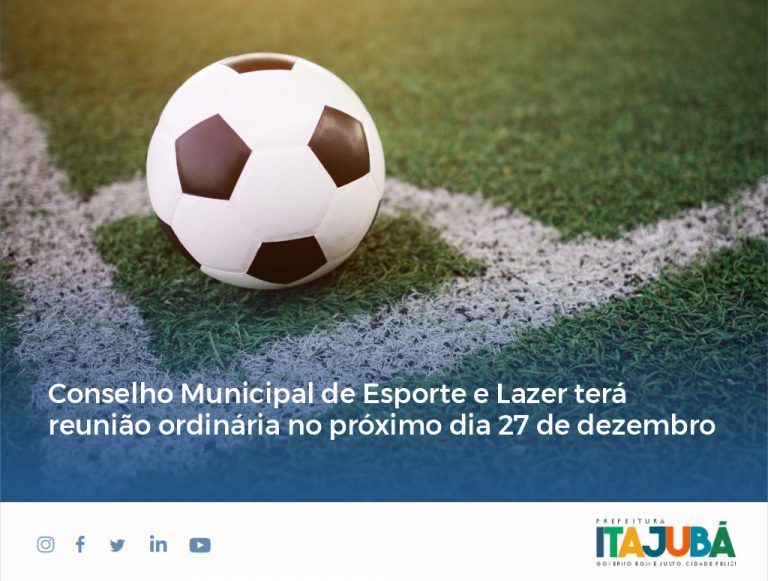 Conselho Municipal de Esporte e Lazer terá
reunião ordinária no próximo dia 27 de dezembro
PREFEITURA
ITAJUBÁ
GOVERNO BOM E JUSTO. CIDADE FELIZ!